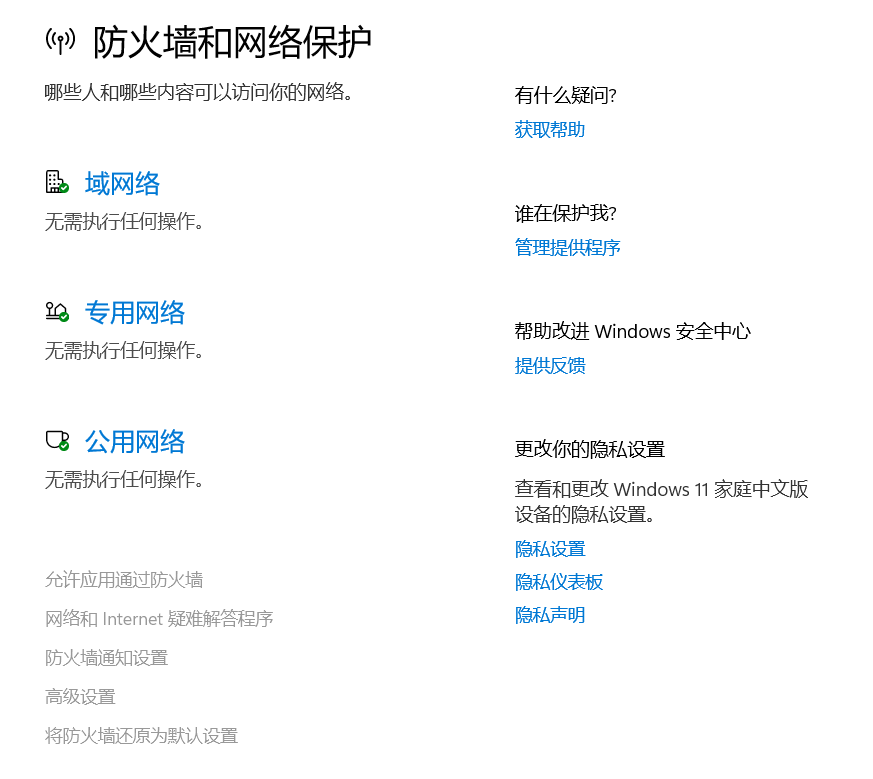 防火墙和网络保护
哪些人和哪些内容可以访问你的网络。
域网络
无需执行任何操作。
专用网络
无需执行任何操作。
公用网络
无需执行任何操作。
允许应用通过防火墙
网络和 Internet 疑难解答程序
防火墙通知设置
高级设置
将防火墙还原为默认设置
有什么疑问?
获取帮助
谁在保护我?
管理提供程序
帮助改进 Windows 安全中心
提供反馈
更改你的隐私设置
查看和更改 Windows 11 家庭中文版
设备的隐私设置。
隐私设置
隐私仪表板
隐私声明